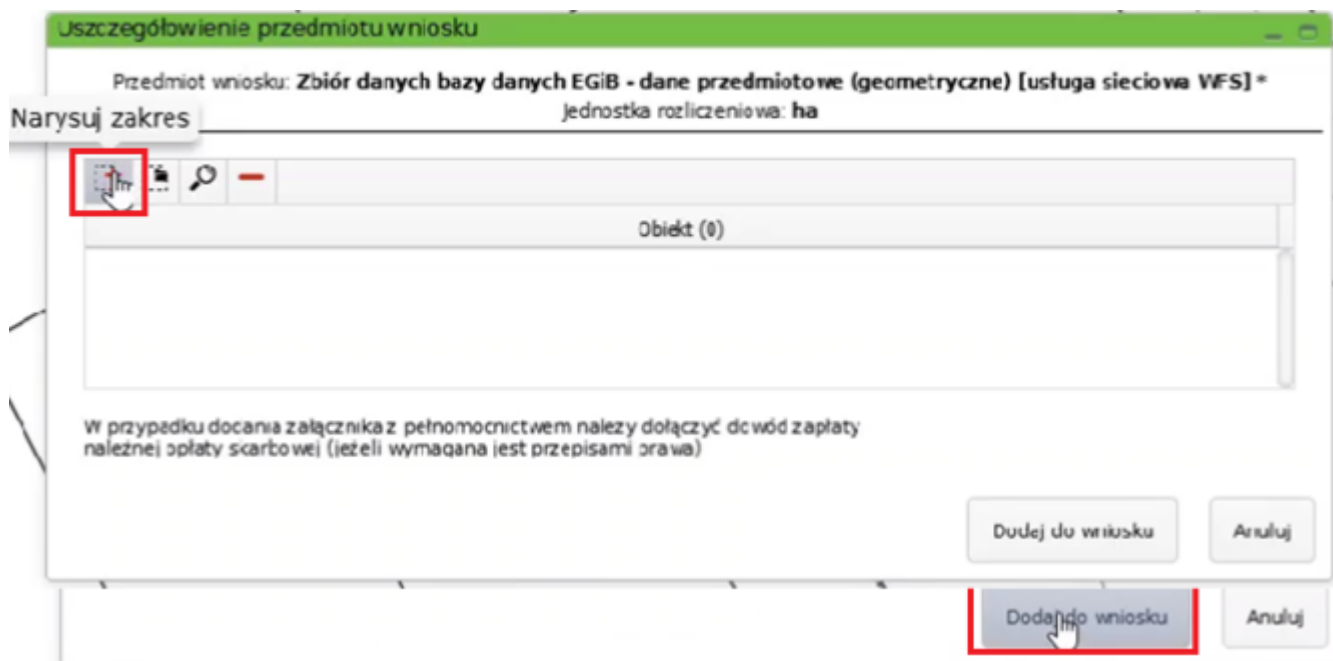 Uszczegółowienie przedmiotu wniosku
Przedmiot wniosku: Zbiór danych bazy danych EGiB - dane przedmiotowe (geometryczne) [usługa sieciowa WFS] *
Jednostka rozliczeniowa: ha
Narysuj zakres
Obiekt (0)
W przypadku dodania załącznika z pełnomocnictwem nalezy dołączyć dowód zapłaty
należnej opłaty skarbowej (jeżeli wymagana jest przepisami prawa)
Dodaj do wniosku Anuluj
Dodaj do wniosku Anuluj